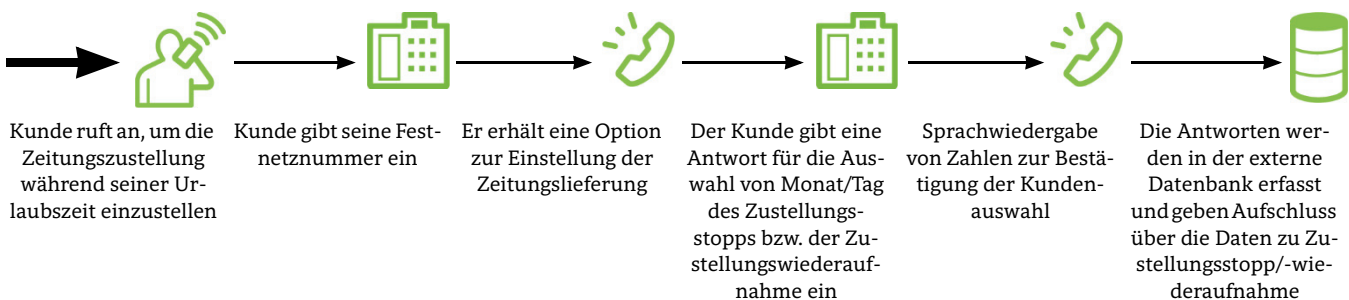 Kunde ruft an, um die
Zeitungszustellung
während seiner Ur-
laubszeit einzustellen
Kunde gibt seine Fest-
netznummer ein
Er erhält eine Option
zur Einstellung der
Zeitungslieferung
Der Kunde gibt eine
Antwort für die Aus-
wahl von Monat/Tag
des Zustellungs-
stopps bzw. der Zu-
stellungswiederauf-
nahme ein
Sprachwiedergabe
von Zahlen zur Bestä-
tigung der Kunden-
auswahl
Die Antworten wer-
den in der externe
Datenbank erfasst
und geben Aufschluss
über die Daten zu Zu-
stellungsstopp/-wie-
deraufnahme